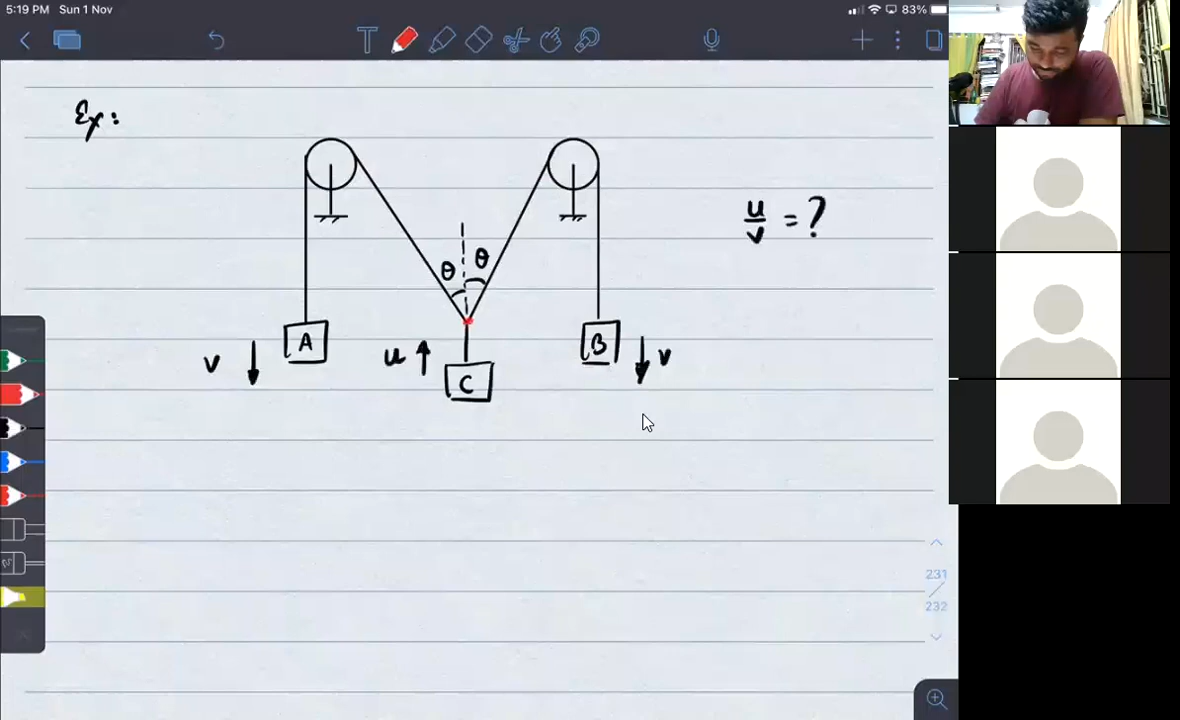 5:19 PM Sun 1 Nov
83%
T
Ex:
u/v = ?
θ θ
A
B
v
u
v
C
231
232